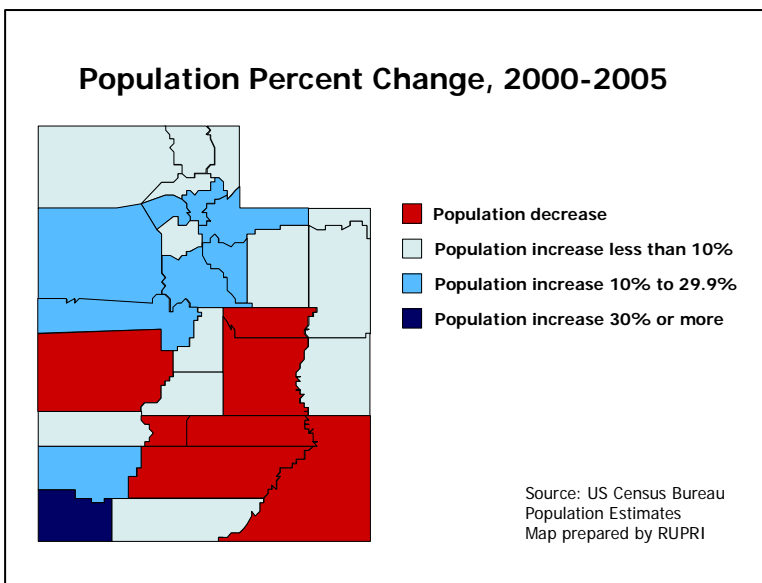 Population Percent Change, 2000-2005
Population decrease
Population increase less than 10%
Population increase 10% to 29.9%
Population increase 30% or more
Source: US Census Bureau
Population Estimates
Map prepared by RUPRI